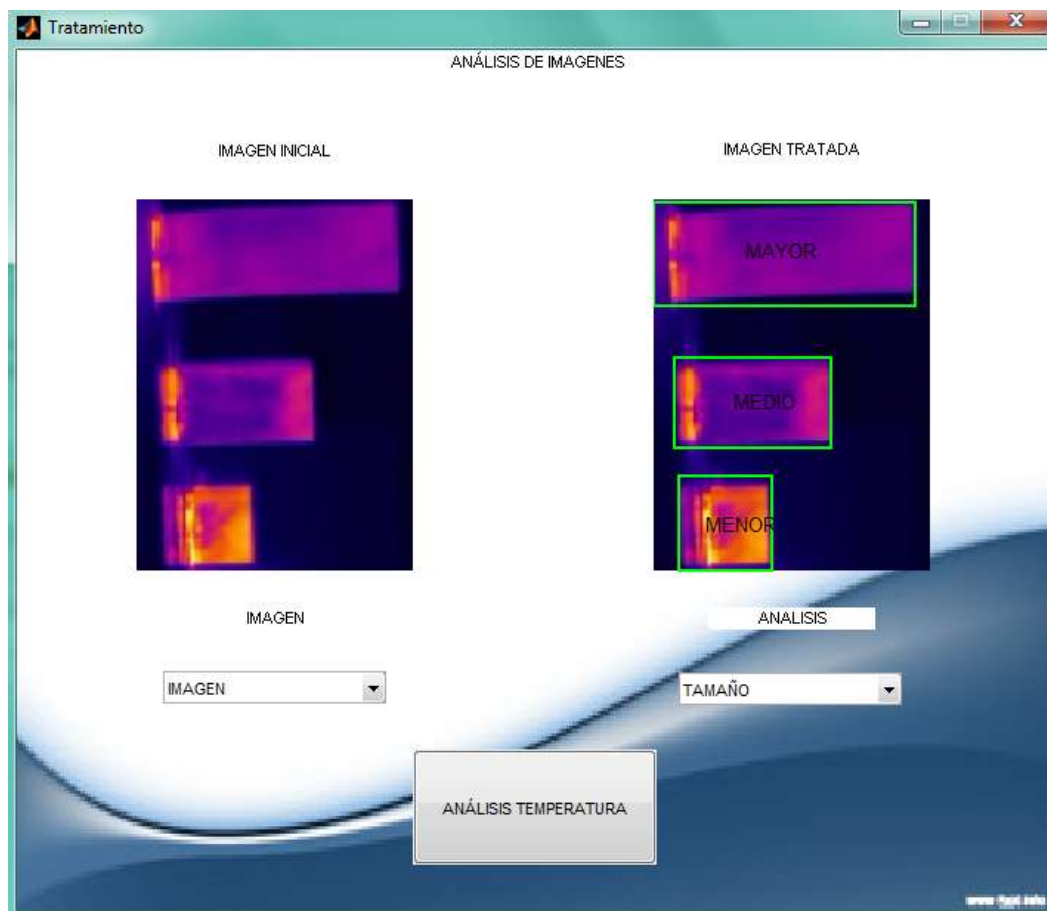 Tratamiento
ANÁLISIS DE IMAGENES
IMAGEN INICIAL
IMAGEN TRATADA
MAYOR
MEDIO
MENOR
IMAGEN
ANALISIS
IMAGEN
TAMAÑO
ANÁLISIS TEMPERATURA